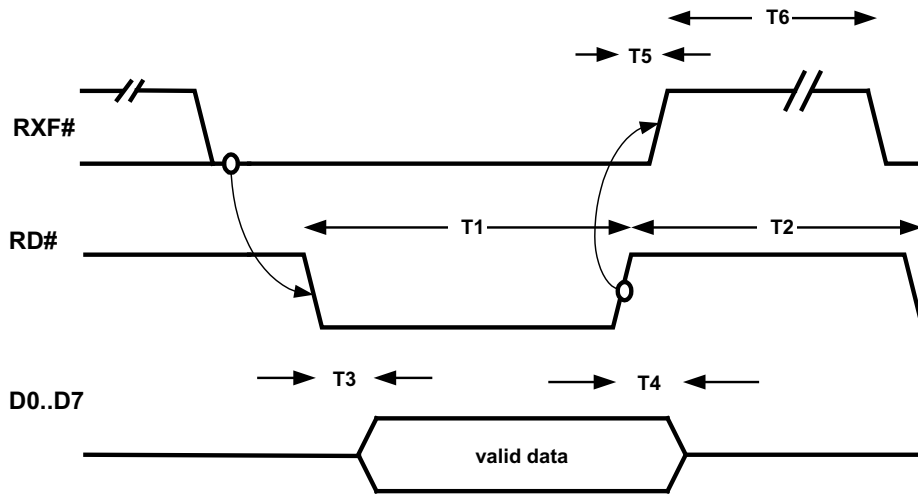 T6
T5
RXF#
T1
T2
RD#
T3
T4
D0..D7
valid data